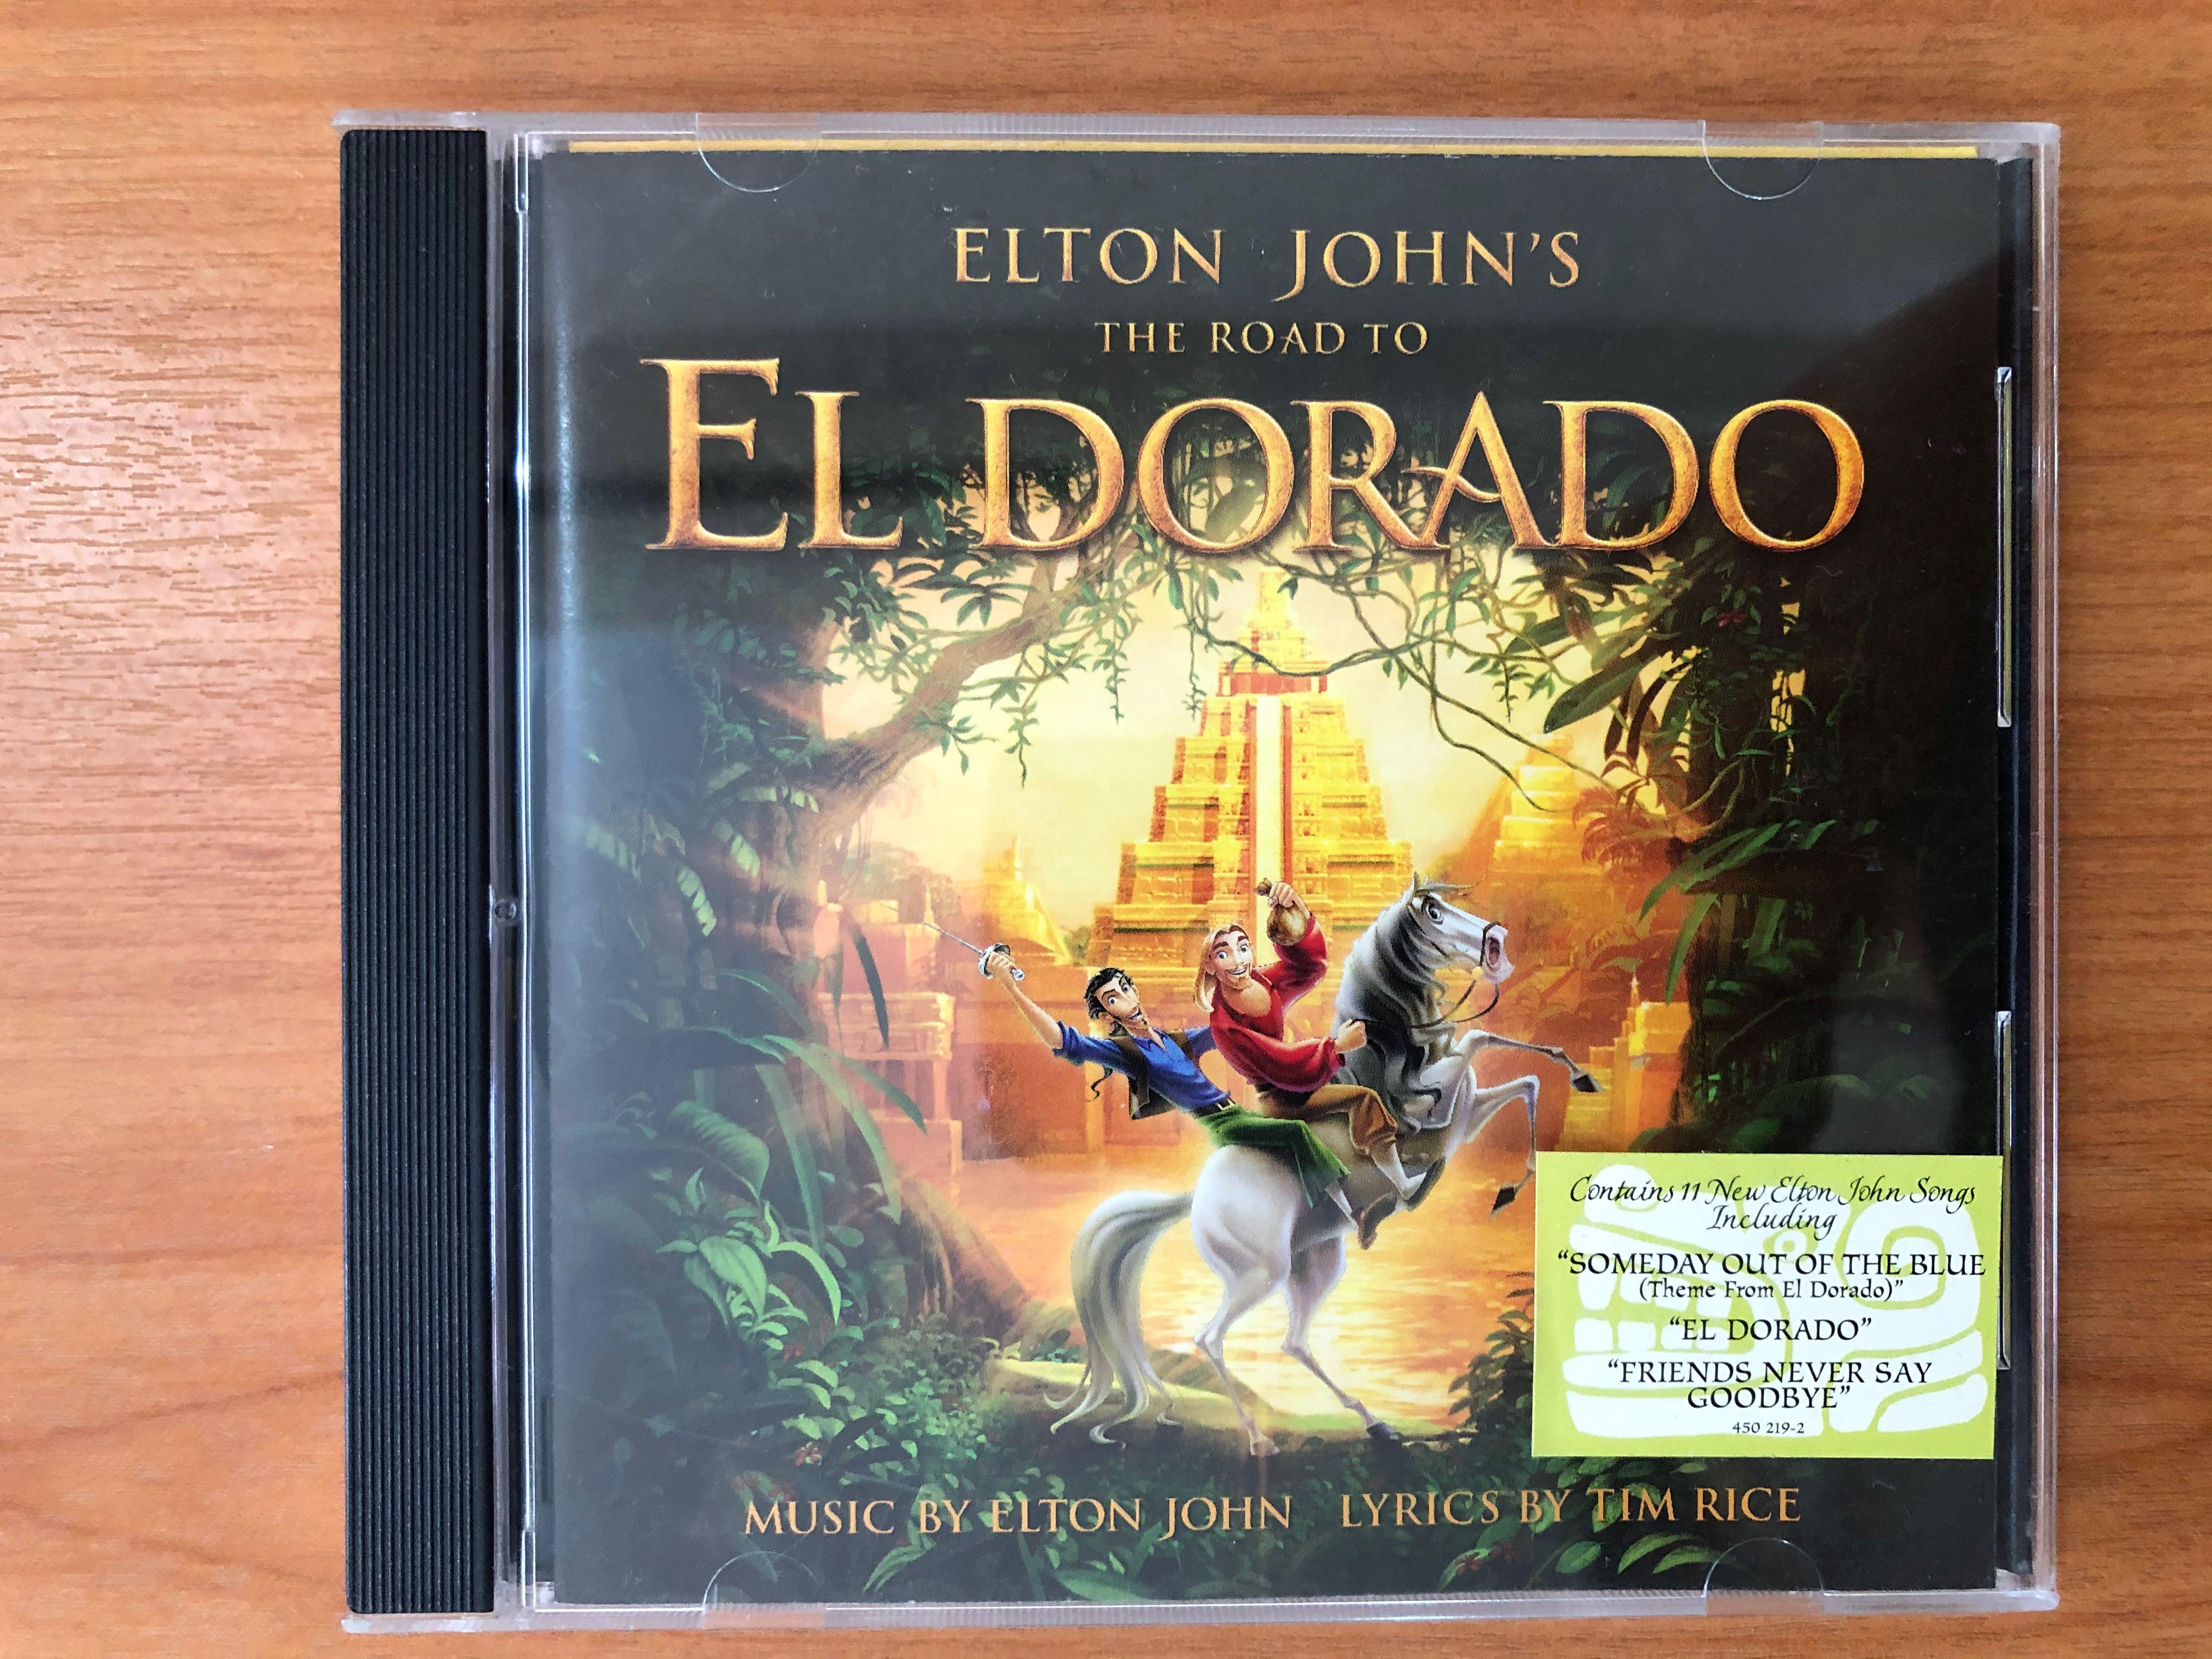 ELTON JOHN'S
THE ROAD TO
EL DORADO
Contains 11 New Elton John Songs
Including
“SOMEDAY OUT OF THE BLUE
(Theme From El Dorado)”
“EL DORADO”
“FRIENDS NEVER SAY
GOODBYE”
450 219-2
MUSIC BY ELTON JOHN LYRICS BY TIM RICE